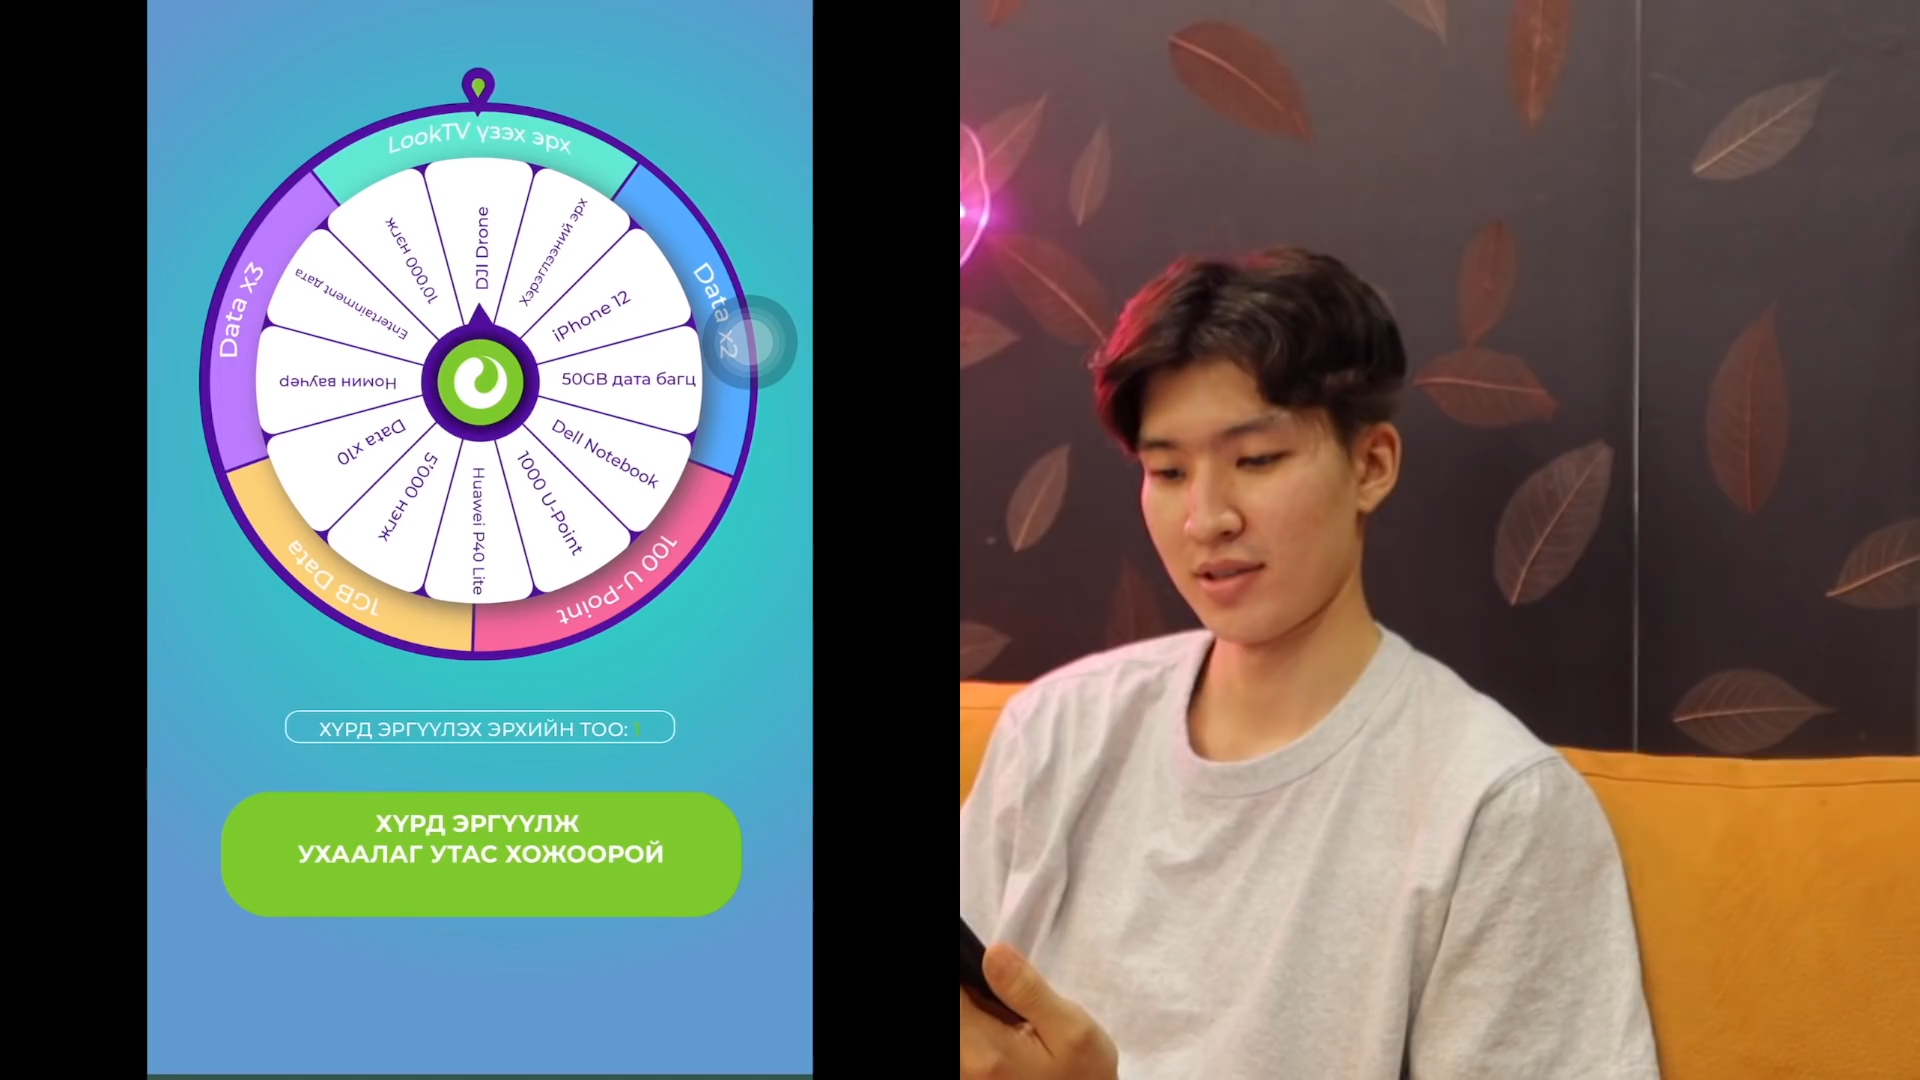 LookTV үзэх эрх
Data x2
100 U-Point
1GB Data
Data x3
DJI Drone
Хэрэглээний эрх
iPhone 12
50GB дата багц
Dell Notebook
1000 U-Point
Huawei P40 Lite
5'000 нэгж
Data x10
Номин ваучер
Entertainment дата
10'000 нэгж
ХҮРД ЭРГҮҮЛЭХ ЭРХИЙН ТОО: 1
ХҮРД ЭРГҮҮЛЖ
УХААЛАГ УТАС ХОЖООРОЙ